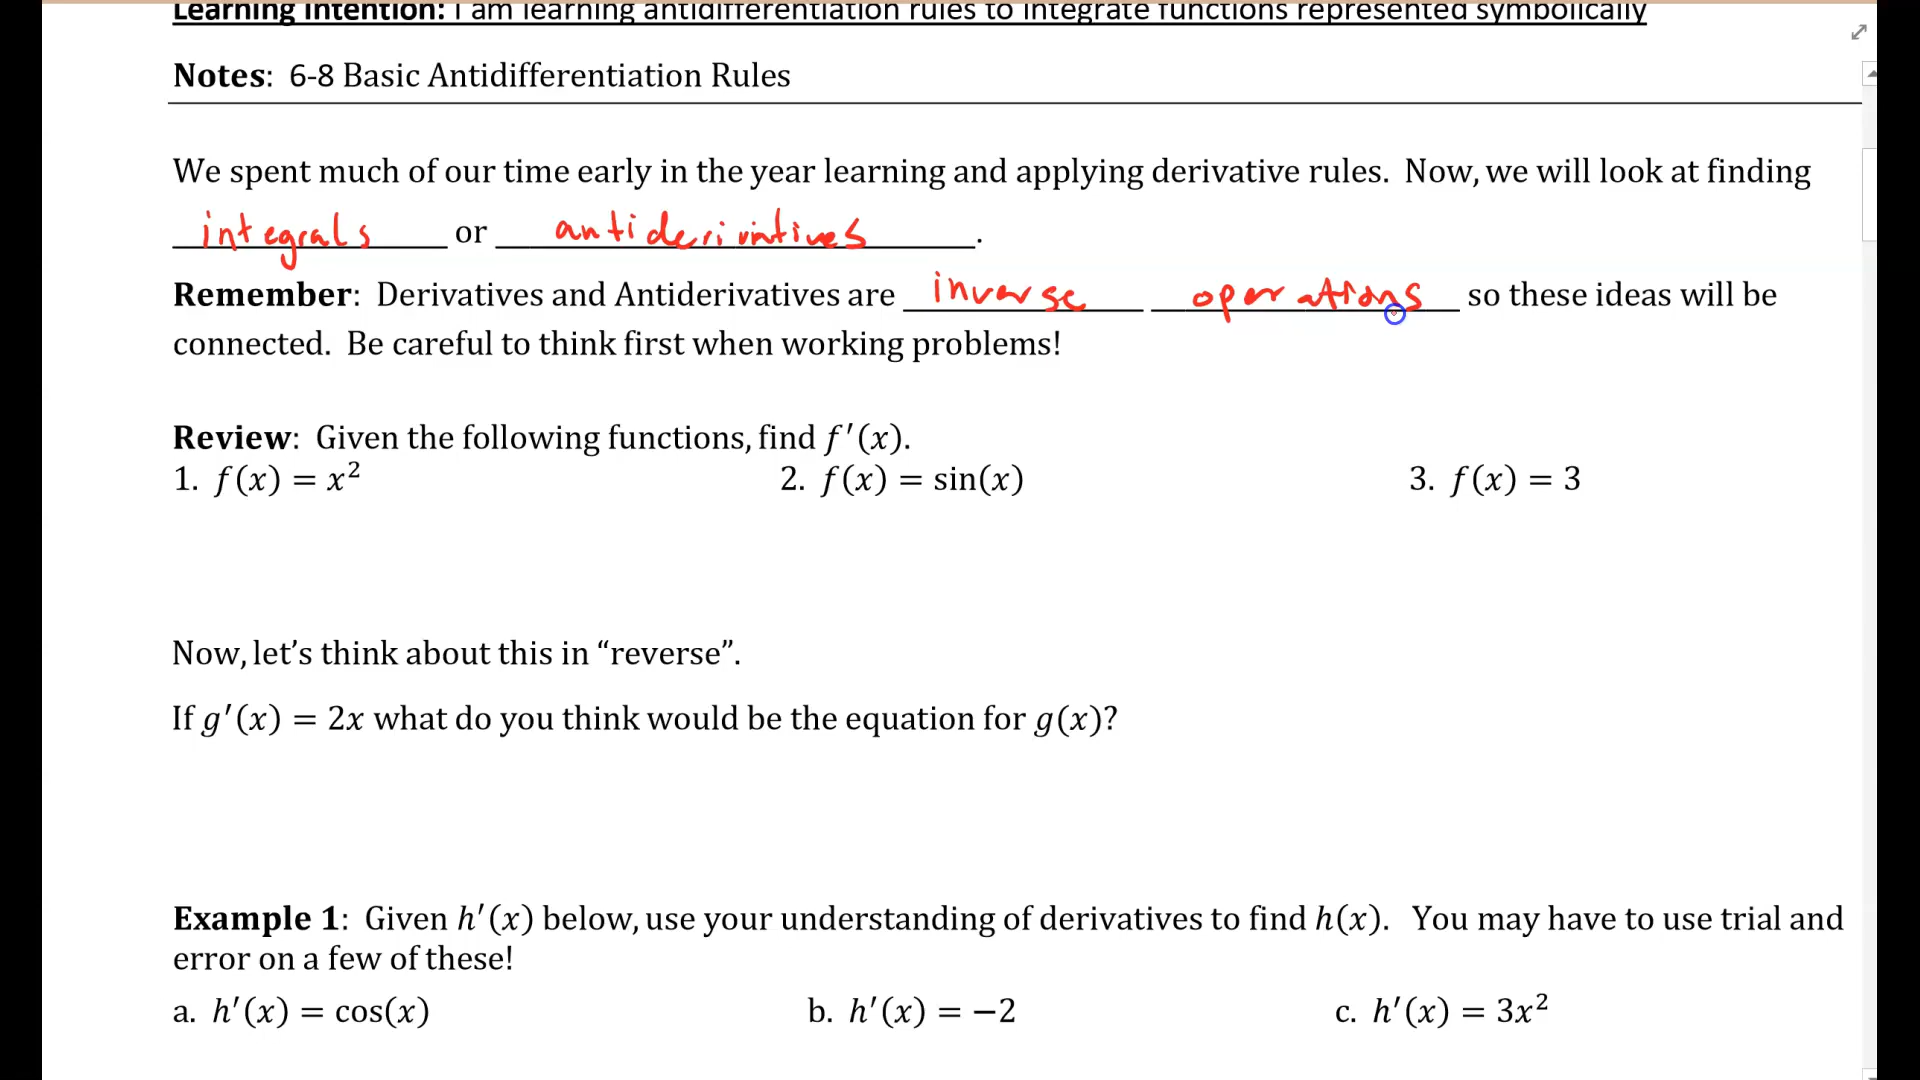 Learning Intention: I am learning antidifferentiation rules to integrate functions represented symbolically
Notes: 6-8 Basic Antidifferentiation Rules
We spent much of our time early in the year learning and applying derivative rules. Now, we will look at finding
integrals or antiderivatives.
Remember: Derivatives and Antiderivatives are inverse operations so these ideas will be
connected. Be careful to think first when working problems!
Review: Given the following functions, find f′(x).
1. f(x) = x² 2. f(x) = sin(x) 3. f(x) = 3
Now, let’s think about this in “reverse”.
If g′(x) = 2x what do you think would be the equation for g(x)?
Example 1: Given h′(x) below, use your understanding of derivatives to find h(x). You may have to use trial and
error on a few of these!
a. h′(x) = cos(x) b. h′(x) = −2 c. h′(x) = 3x²